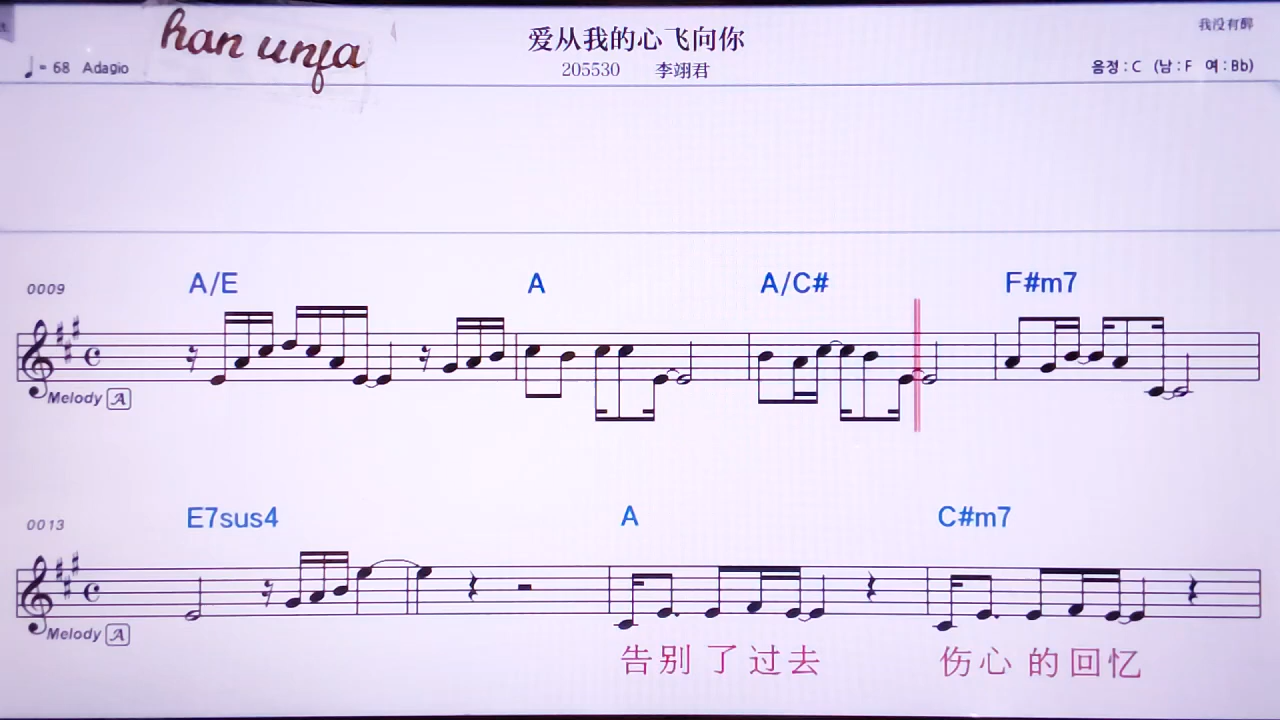 han unfa
爱从我的心飞向你
我没有醉
♩= 68 Adagio
205530 李翊君
음정 : C (남 : F 여 : Bb)
0009 A/E A A/C# F#m7
Melody A
0013 E7sus4 A C#m7
Melody A
告别了过去 伤心的回忆